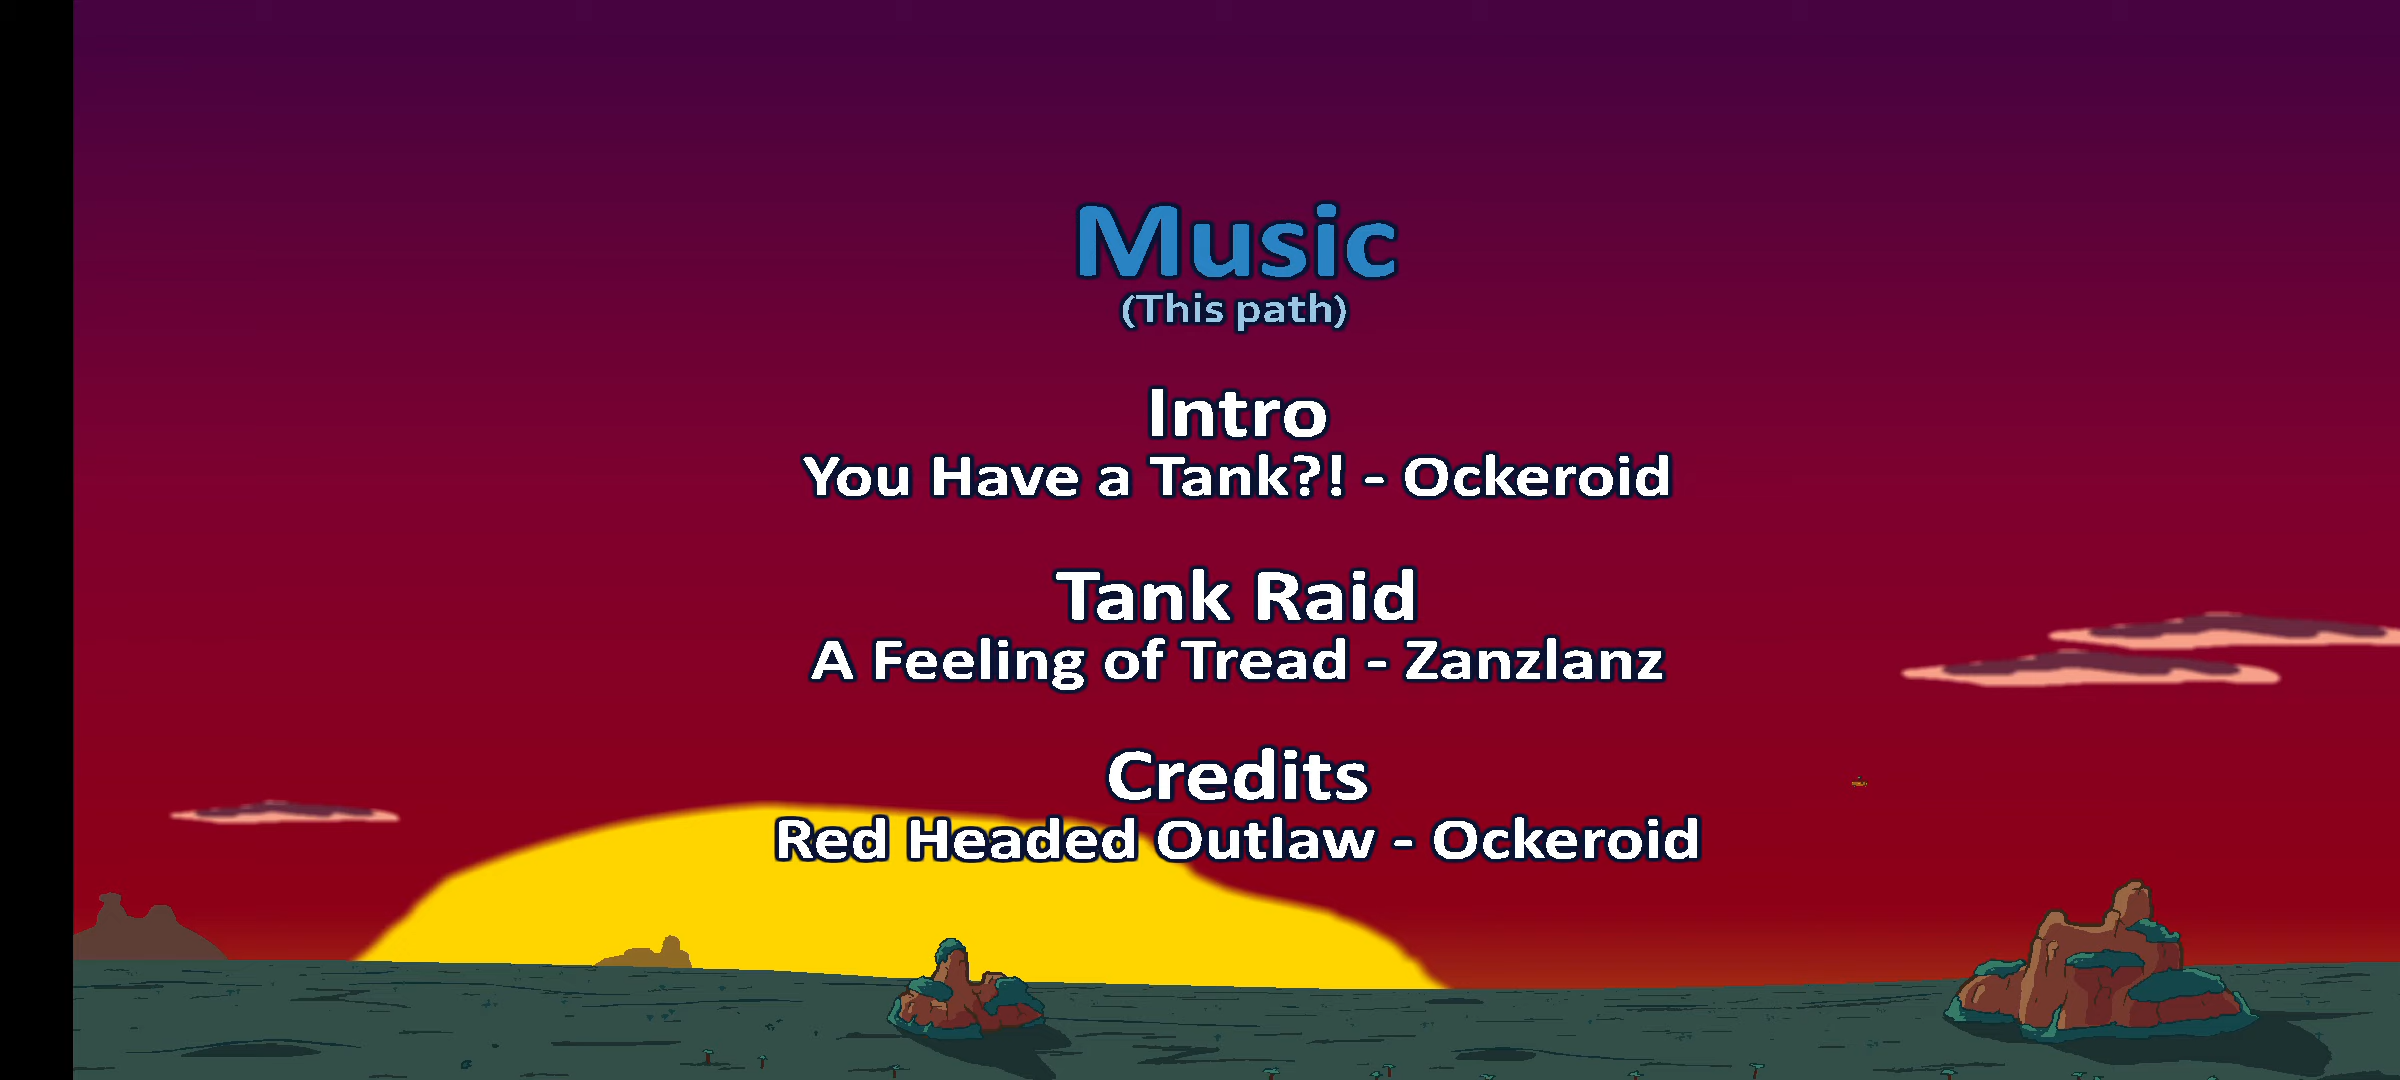 Music
(This path)
Intro
You Have a Tank?! - Ockeroid
Tank Raid
A Feeling of Tread - Zanzlanz
Credits
Red Headed Outlaw - Ockeroid